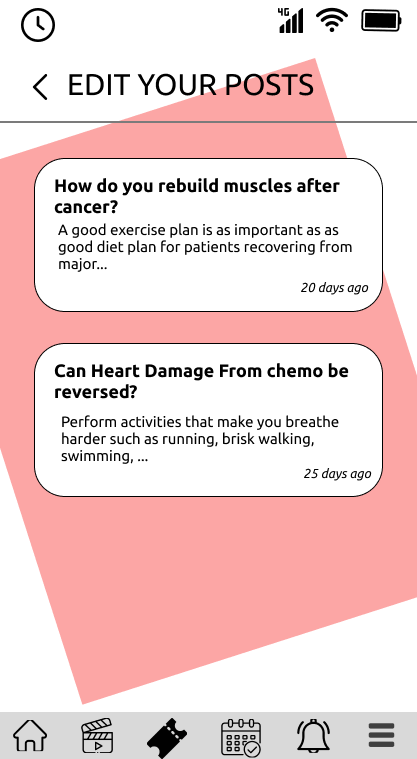 4G
EDIT YOUR POSTS
How do you rebuild muscles after
cancer?
A good exercise plan is as important as as
good diet plan for patients recovering from
major...
20 days ago
Can Heart Damage From chemo be
reversed?
Perform activities that make you breathe
harder such as running, brisk walking,
swimming, ...
25 days ago